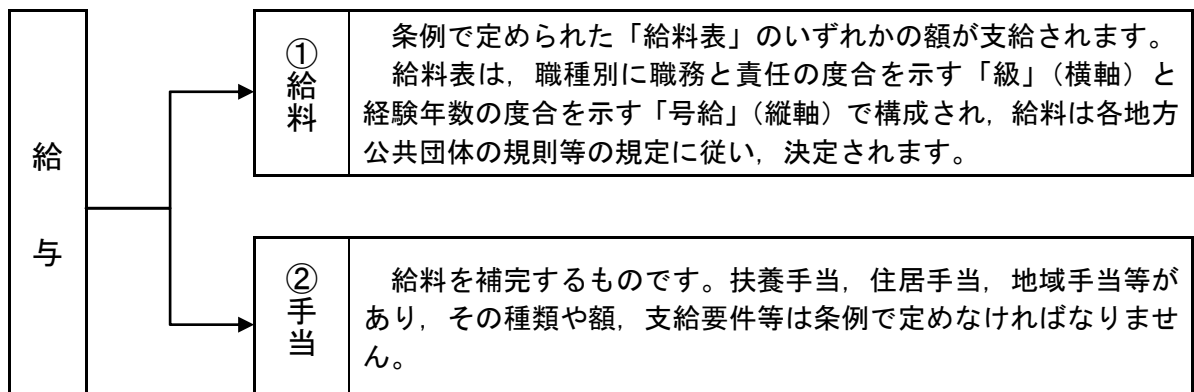 給与
①給料
条例で定められた「給料表」のいずれかの額が支給されます。
給料表は，職種別に職務と責任の度合を示す「級」（横軸）と
経験年数の度合を示す「号給」（縦軸）で構成され，給料は各地方
公共団体の規則等の規定に従い，決定されます。
②手当
給料を補完するものです。扶養手当，住居手当，地域手当等が
あり，その種類や額，支給要件等は条例で定めなければなりませ
ん。